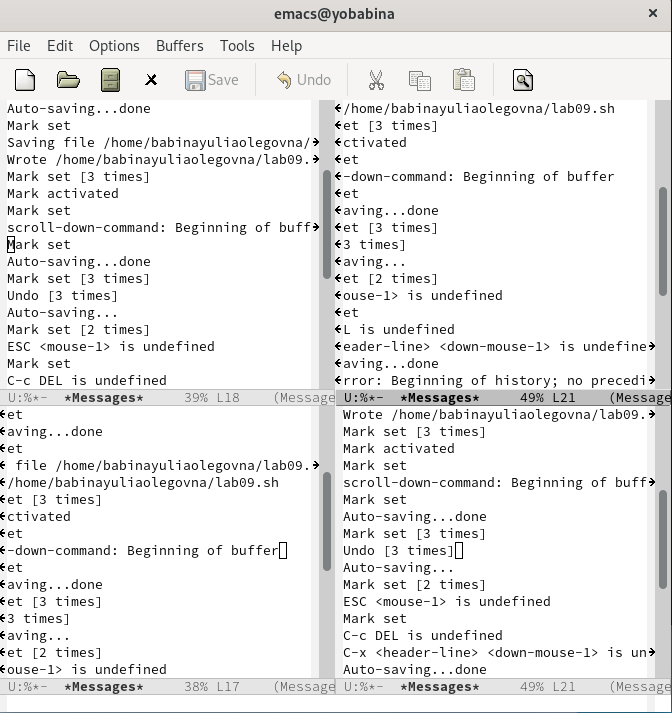 emacs@yobabina
File Edit Options Buffers Tools Help
Save Undo
Auto-saving...done
Mark set
Saving file /home/babinayuliaolegovna/
Wrote /home/babinayuliaolegovna/lab09.
Mark set [3 times]
Mark activated
Mark set
scroll-down-command: Beginning of buff
Mark set
Auto-saving...done
Mark set [3 times]
Undo [3 times]
Auto-saving...
Mark set [2 times]
ESC <mouse-1> is undefined
Mark set
C-c DEL is undefined
U:%*- *Messages* 39% L18 (Message
/home/babinayuliaolegovna/lab09.sh
et [3 times]
ctivated
et
-down-command: Beginning of buffer
et
aving...done
et [3 times]
3 times]
aving...
et [2 times]
ouse-1> is undefined
et
L is undefined
eader-line> <down-mouse-1> is undefine
aving...done
rror: Beginning of history; no precedi
U:%*- *Messages* 49% L21 (Message
et
aving...done
et
file /home/babinayuliaolegovna/lab09.
/home/babinayuliaolegovna/lab09.sh
et [3 times]
ctivated
et
-down-command: Beginning of buffer
et
aving...done
et [3 times]
3 times]
aving...
et [2 times]
ouse-1> is undefined
U:%*- *Messages* 38% L17 (Message
Wrote /home/babinayuliaolegovna/lab09.
Mark set [3 times]
Mark activated
Mark set
scroll-down-command: Beginning of buff
Mark set
Auto-saving...done
Mark set [3 times]
Undo [3 times]
Auto-saving...
Mark set [2 times]
ESC <mouse-1> is undefined
Mark set
C-c DEL is undefined
C-x <header-line> <down-mouse-1> is un
Auto-saving...done
U:%*- *Messages* 49% L21 (Message